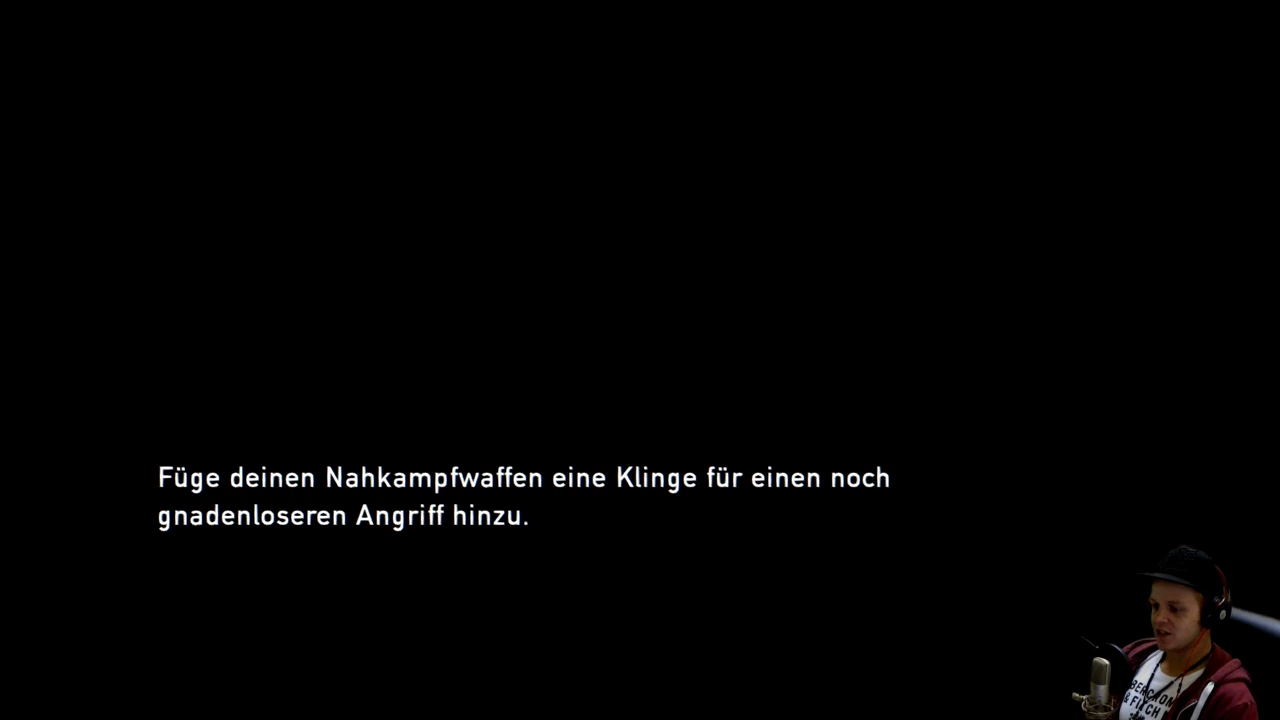 Füge deinen Nahkampfwaffen eine Klinge für einen noch
gnadenloseren Angriff hinzu.